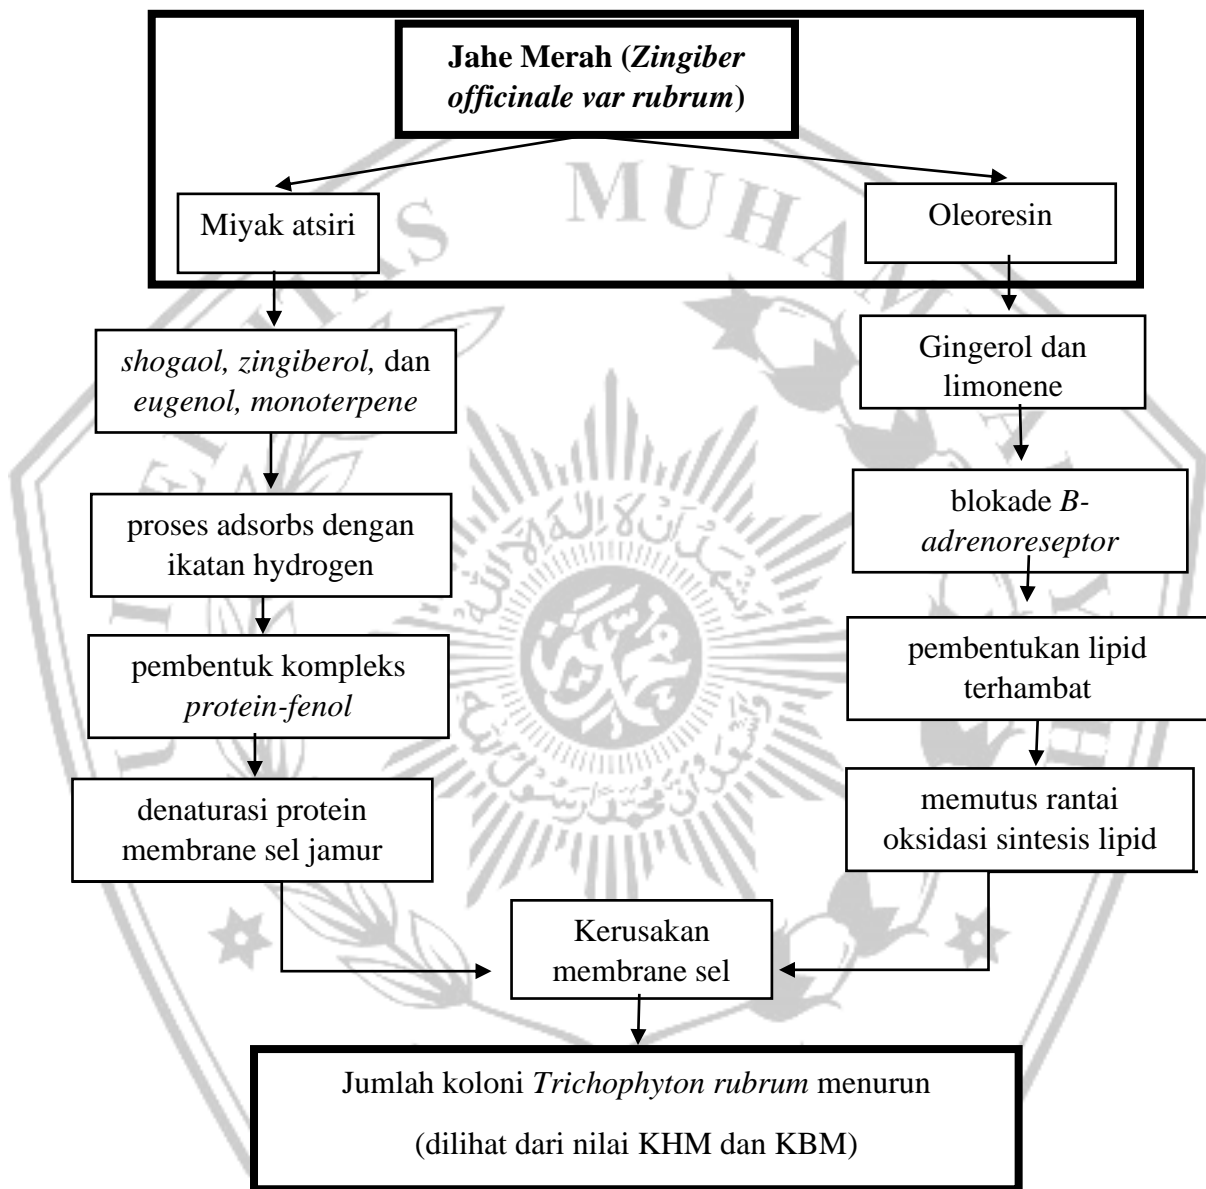 Jahe Merah (Zingiber
officinale var rubrum)
Miyak atsiri
Oleoresin
shogaol, zingiberol, dan
eugenol, monoterpene
Gingerol dan
limonene
proses adsorbs dengan
ikatan hydrogen
blokade B-
adrenoreseptor
pembentuk kompleks
protein-fenol
pembentukan lipid
terhambat
denaturasi protein
membrane sel jamur
memutus rantai
oksidasi sintesis lipid
Kerusakan
membrane sel
Jumlah koloni Trichophyton rubrum menurun
(dilihat dari nilai KHM dan KBM)